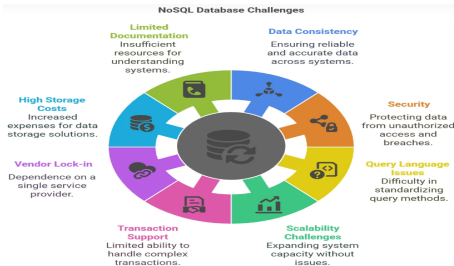 NoSQL Database Challenges
Limited
Documentation
Insufficient
resources for
understanding
systems.
Data Consistency
Ensuring reliable
and accurate data
across systems.
High Storage
Costs
Increased
expenses for data
storage solutions.
Security
Protecting data
from unauthorized
access and
breaches.
Vendor Lock-in
Dependence on a
single service
provider.
Query Language
Issues
Difficulty in
standardizing
query methods.
Transaction
Support
Limited ability to
handle complex
transactions.
Scalability
Challenges
Expanding system
capacity without
issues.